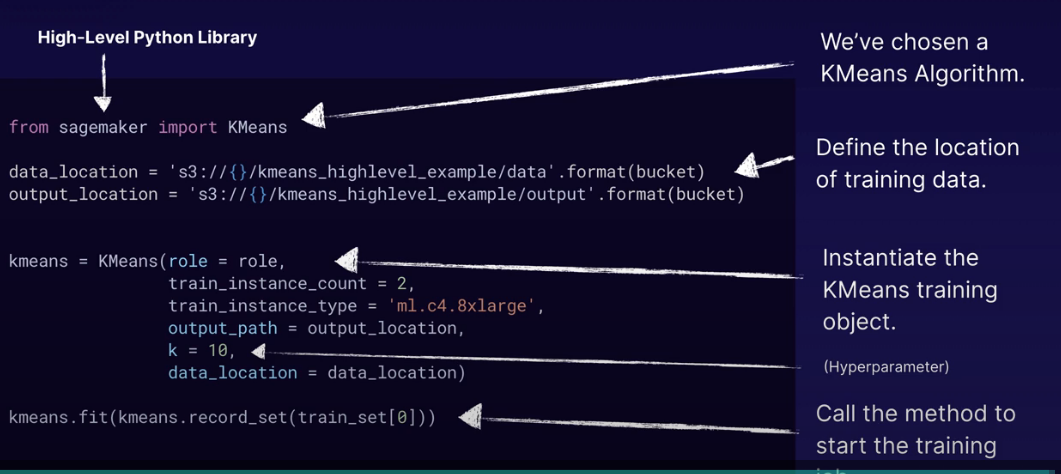 High-Level Python Library
from sagemaker import KMeans
data_location = 's3://{}/kmeans_highlevel_example/data'.format(bucket)
output_location = 's3://{}/kmeans_highlevel_example/output'.format(bucket)
kmeans = KMeans(role = role,
train_instance_count = 2,
train_instance_type = 'ml.c4.8xlarge',
output_path = output_location,
k = 10,
data_location = data_location)
kmeans.fit(kmeans.record_set(train_set[0]))
We've chosen a
KMeans Algorithm.
Define the location
of training data.
Instantiate the
KMeans training
object.
(Hyperparameter)
Call the method to
start the training